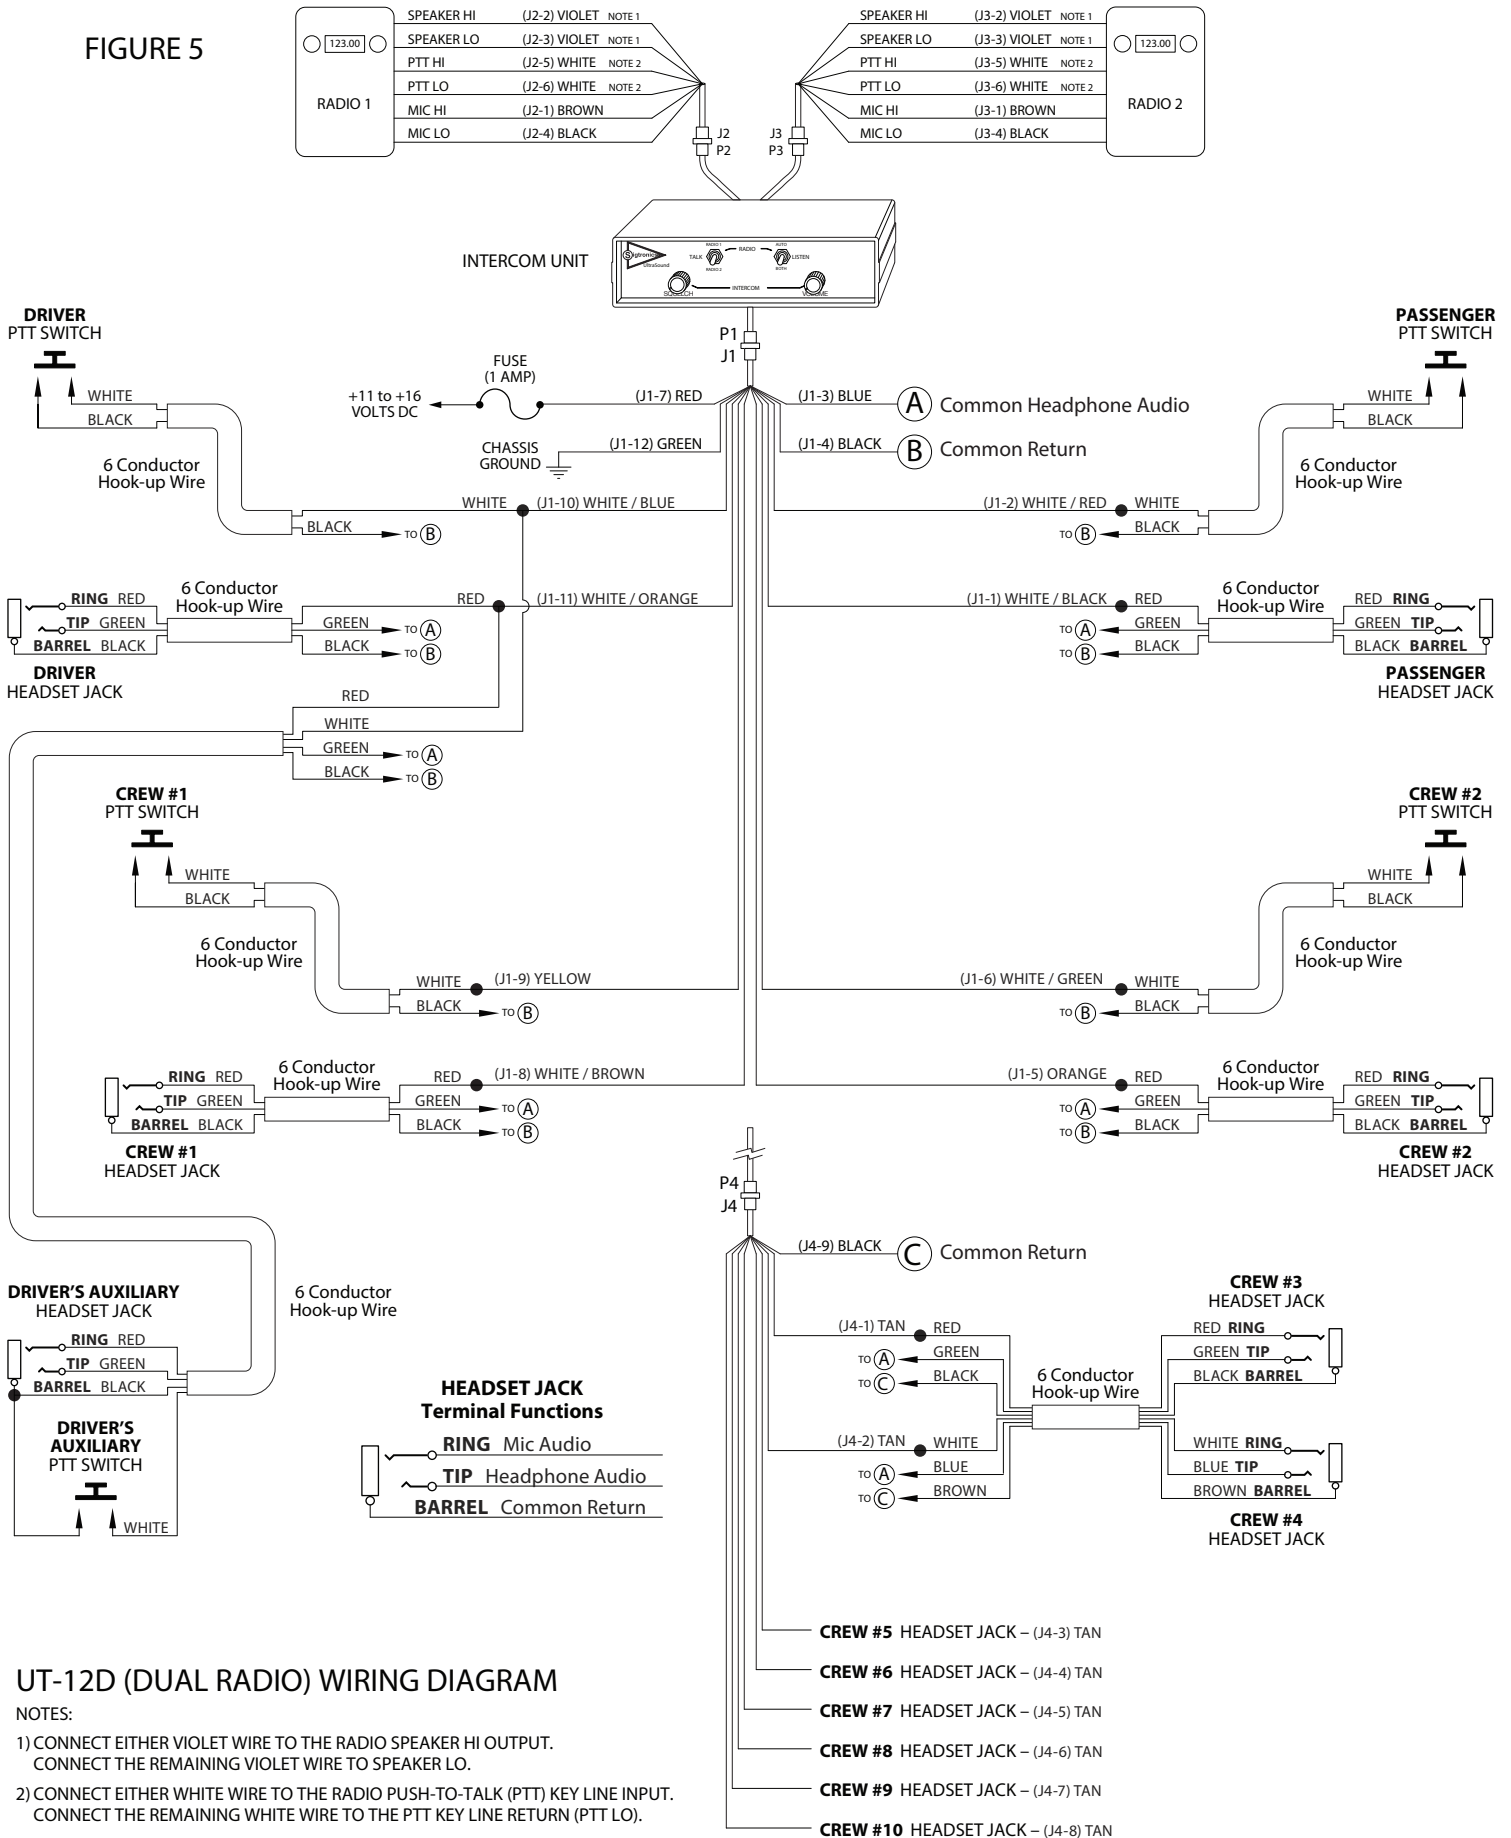 FIGURE 5
123.00
RADIO 1
SPEAKER HI (J2-2) VIOLET NOTE 1
SPEAKER LO (J2-3) VIOLET NOTE 1
PTT HI (J2-5) WHITE NOTE 2
PTT LO (J2-6) WHITE NOTE 2
MIC HI (J2-1) BROWN
MIC LO (J2-4) BLACK
SPEAKER HI (J3-2) VIOLET NOTE 1
SPEAKER LO (J3-3) VIOLET NOTE 1
PTT HI (J3-5) WHITE NOTE 2
PTT LO (J3-6) WHITE NOTE 2
MIC HI (J3-1) BROWN
MIC LO (J3-4) BLACK
123.00
RADIO 2
J2
P2
J3
P3
INTERCOM UNIT
Sigtronics
UltraSound
TALK
RADIO 1
RADIO 2
RADIO
AUTO
BOTH
LISTEN
SQUELCH
INTERCOM
VOLUME
P1
J1
DRIVER
PTT SWITCH
WHITE
BLACK
6 Conductor
Hook-up Wire
FUSE
(1 AMP)
+11 to +16
VOLTS DC
(J1-7) RED
CHASSIS
GROUND
(J1-12) GREEN
(J1-3) BLUE
A Common Headphone Audio
(J1-4) BLACK
B Common Return
PASSENGER
PTT SWITCH
WHITE
BLACK
6 Conductor
Hook-up Wire
WHITE (J1-10) WHITE / BLUE
BLACK TO B
(J1-2) WHITE / RED WHITE
TO B BLACK
RING RED
TIP GREEN
BARREL BLACK
DRIVER
HEADSET JACK
6 Conductor
Hook-up Wire
RED (J1-11) WHITE / ORANGE
GREEN TO A
BLACK TO B
(J1-1) WHITE / BLACK RED
TO A GREEN
TO B BLACK
6 Conductor
Hook-up Wire
RED RING
GREEN TIP
BLACK BARREL
PASSENGER
HEADSET JACK
RED
WHITE
GREEN TO A
BLACK TO B
CREW #1
PTT SWITCH
WHITE
BLACK
6 Conductor
Hook-up Wire
WHITE (J1-9) YELLOW
BLACK TO B
CREW #2
PTT SWITCH
WHITE
BLACK
6 Conductor
Hook-up Wire
(J1-6) WHITE / GREEN WHITE
TO B BLACK
RING RED
TIP GREEN
BARREL BLACK
CREW #1
HEADSET JACK
6 Conductor
Hook-up Wire
RED (J1-8) WHITE / BROWN
GREEN TO A
BLACK TO B
(J1-5) ORANGE RED
TO A GREEN
TO B BLACK
6 Conductor
Hook-up Wire
RED RING
GREEN TIP
BLACK BARREL
CREW #2
HEADSET JACK
P4
J4
(J4-9) BLACK
C Common Return
DRIVER'S AUXILIARY
HEADSET JACK
RING RED
TIP GREEN
BARREL BLACK
6 Conductor
Hook-up Wire
DRIVER'S
AUXILIARY
PTT SWITCH
WHITE
HEADSET JACK
Terminal Functions
RING Mic Audio
TIP Headphone Audio
BARREL Common Return
(J4-1) TAN RED
TO A GREEN
TO C BLACK
(J4-2) TAN WHITE
TO A BLUE
TO C BROWN
6 Conductor
Hook-up Wire
CREW #3
HEADSET JACK
RED RING
GREEN TIP
BLACK BARREL
WHITE RING
BLUE TIP
BROWN BARREL
CREW #4
HEADSET JACK
CREW #5 HEADSET JACK – (J4-3) TAN
CREW #6 HEADSET JACK – (J4-4) TAN
CREW #7 HEADSET JACK – (J4-5) TAN
CREW #8 HEADSET JACK – (J4-6) TAN
CREW #9 HEADSET JACK – (J4-7) TAN
CREW #10 HEADSET JACK – (J4-8) TAN
UT-12D (DUAL RADIO) WIRING DIAGRAM
NOTES:
1) CONNECT EITHER VIOLET WIRE TO THE RADIO SPEAKER HI OUTPUT.
CONNECT THE REMAINING VIOLET WIRE TO SPEAKER LO.
2) CONNECT EITHER WHITE WIRE TO THE RADIO PUSH-TO-TALK (PTT) KEY LINE INPUT.
CONNECT THE REMAINING WHITE WIRE TO THE PTT KEY LINE RETURN (PTT LO).